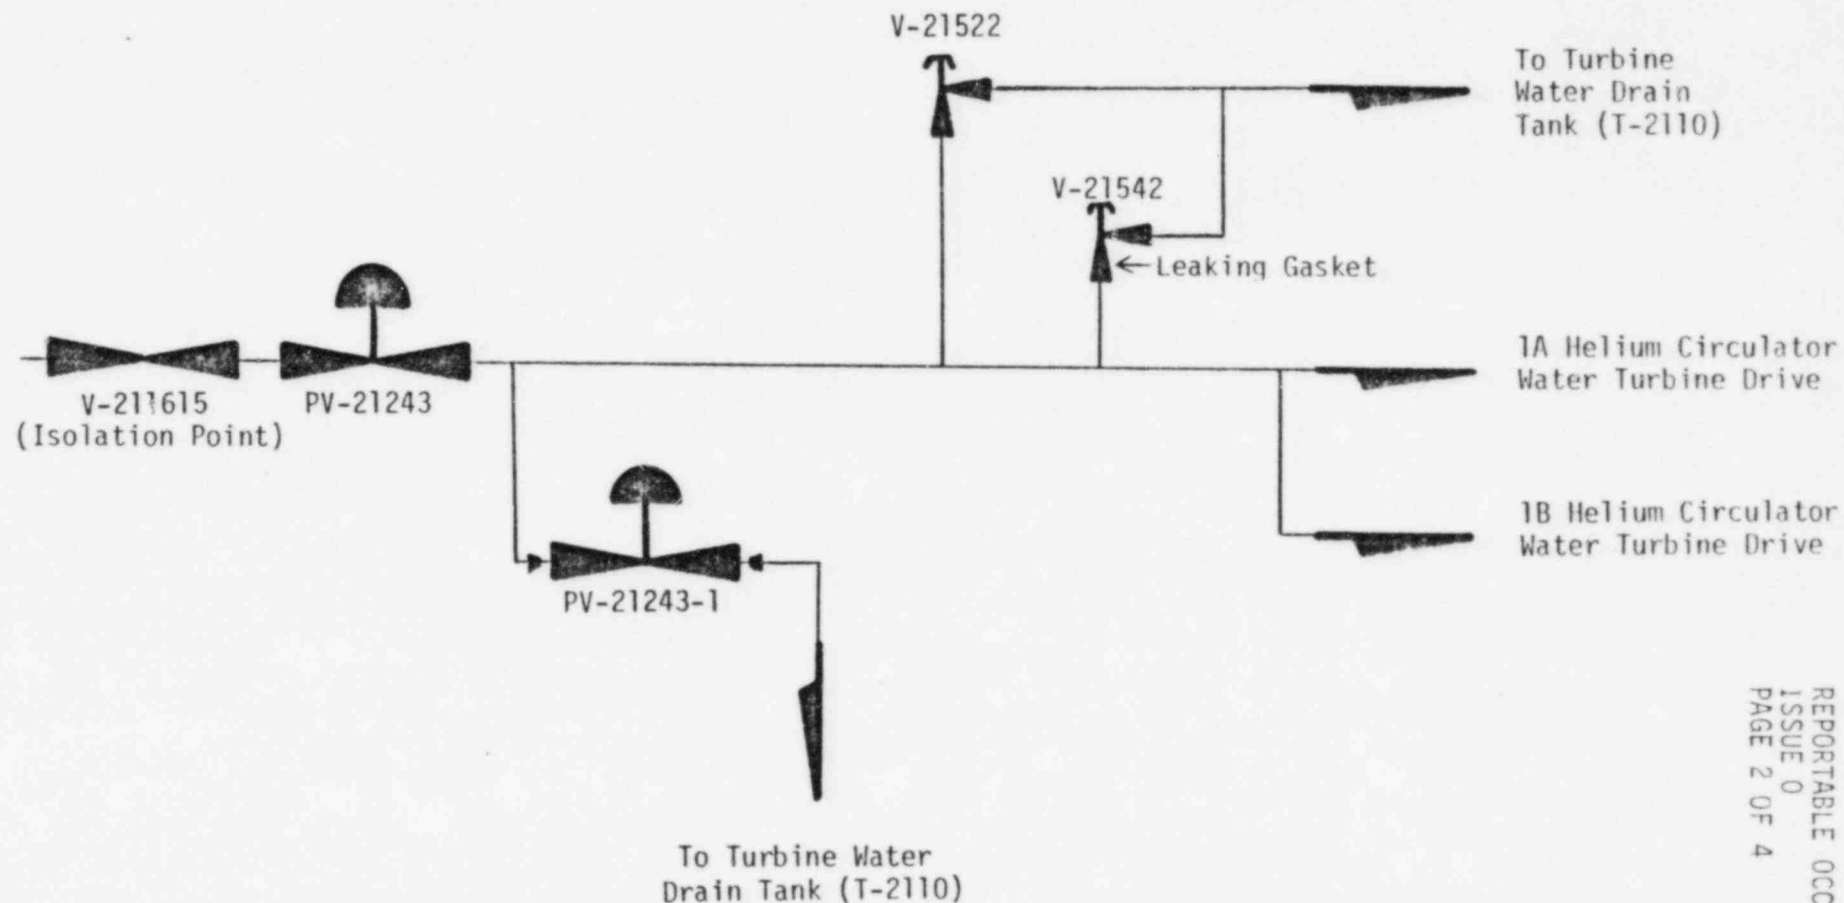 V-21522
To Turbine
Water Drain
Tank (T-2110)
V-21542
Leaking Gasket
V-211615
(Isolation Point)
PV-21243
1A Helium Circulator
Water Turbine Drive
PV-21243-1
1B Helium Circulator
Water Turbine Drive
To Turbine Water
Drain Tank (T-2110)
REPORTABLE OCC
ISSUE 0
PAGE 2 OF 4